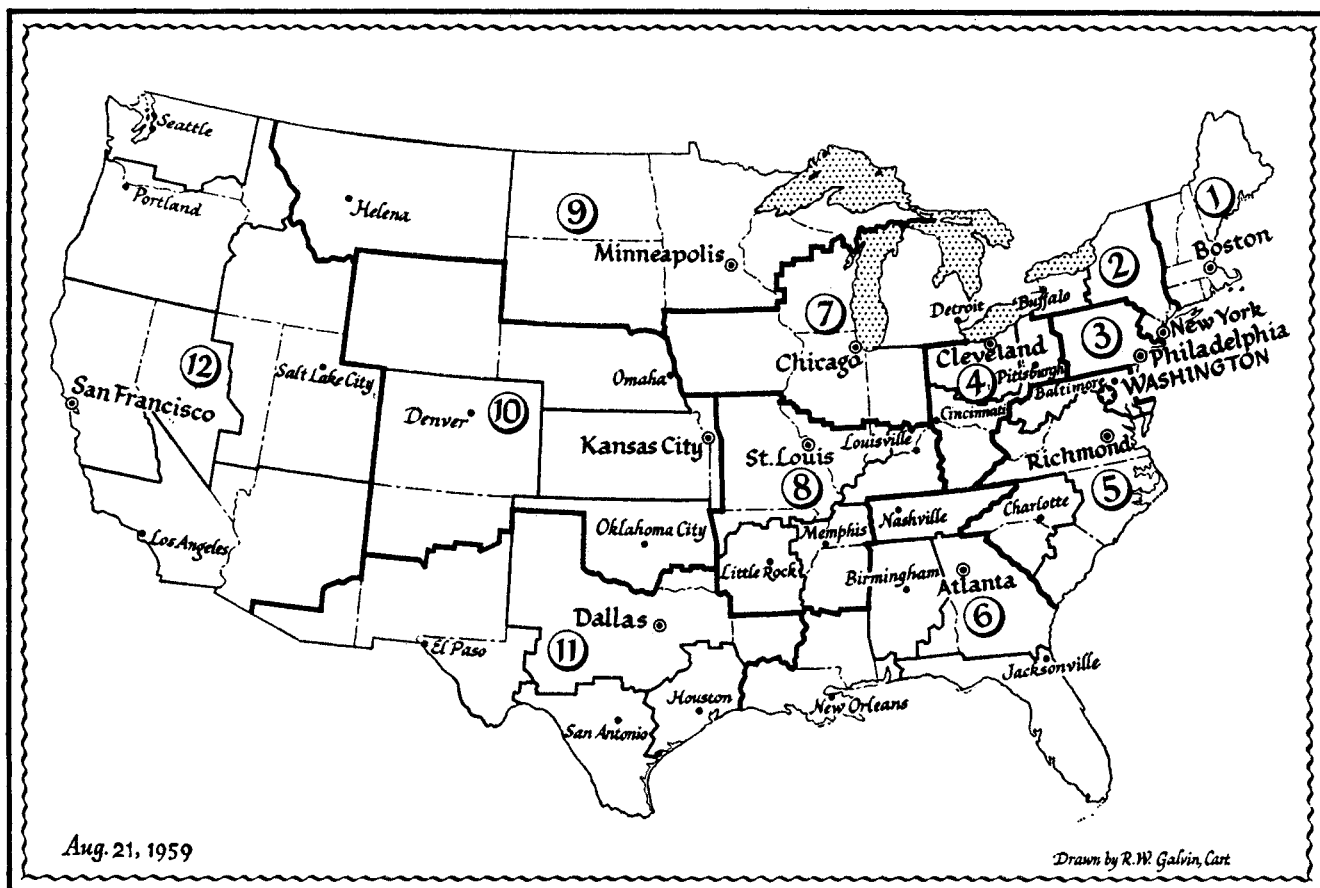 Seattle
Portland
Helena
9
Minneapolis
1
Boston
2
Buffalo
Detroit
7
Chicago
New York
3
Philadelphia
WASHINGTON
Cleveland
Pittsburgh
4
Baltimore
Cincinnati
12
Salt Lake City
San Francisco
Omaha
Denver
10
Kansas City
St. Louis
Louisville
Richmond
8
5
Los Angeles
Oklahoma City
Memphis
Nashville
Charlotte
Little Rock
Birmingham
Atlanta
6
Dallas
11
El Paso
Houston
San Antonio
New Orleans
Jacksonville
Aug. 21, 1959
Drawn by R.W. Galvin, Cart